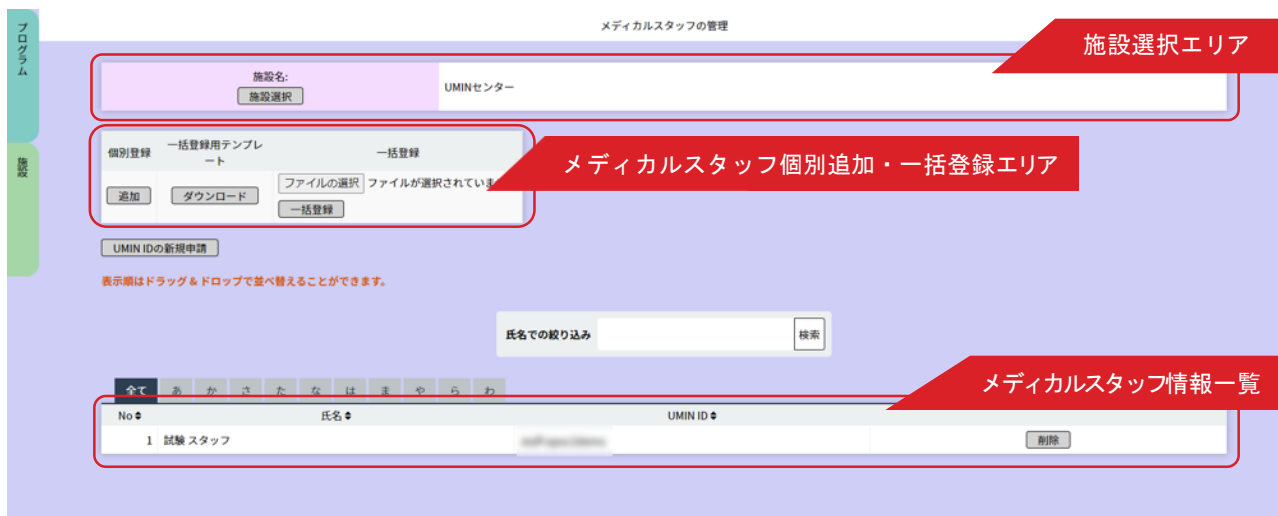 メディカルスタッフの管理
プログラム
施設
施設選択エリア
施設名:
施設選択
UMINセンター
メディカルスタッフ個別追加・一括登録エリア
個別登録 一括登録用テンプレ
ート 一括登録
追加 ダウンロード ファイルの選択 ファイルが選択されていま
一括登録
UMIN IDの新規申請
表示順はドラッグ&ドロップで並べ替えることができます。
氏名での絞り込み 検索
メディカルスタッフ情報一覧
全て あ か さ た な は ま や ら わ
No 氏名 UMIN ID
1 試験 スタッフ 削除